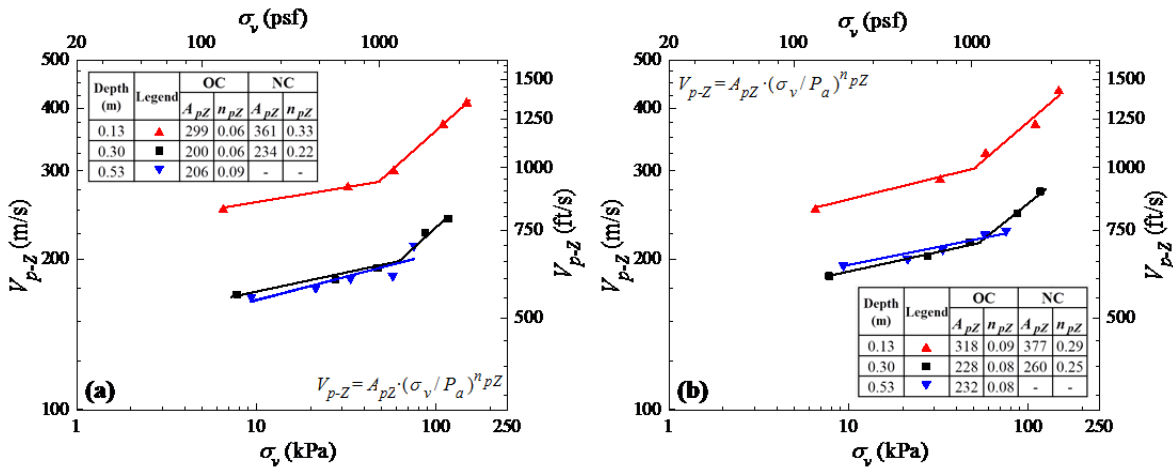 σv (psf)
20 100 1000
500
400
300
200
100
Vp-Z (m/s)
Depth (m) Legend OC NC
ApZ npZ ApZ npZ
0.13 299 0.06 361 0.33
0.30 200 0.06 234 0.22
0.53 206 0.09 - -
1500
1250
1000
750
500
Vp-Z (ft/s)
(a)
Vp-Z = ApZ·(σv/Pa)^npZ
1 10 100 250
σv (kPa)
σv (psf)
20 100 1000
500
400
300
200
100
Vp-Z (m/s)
Vp-Z = ApZ·(σv/Pa)^npZ
1500
1250
1000
750
500
Vp-Z (ft/s)
Depth (m) Legend OC NC
ApZ npZ ApZ npZ
0.13 318 0.09 377 0.29
0.30 228 0.08 260 0.25
0.53 232 0.08 - -
(b)
1 10 100 250
σv (kPa)